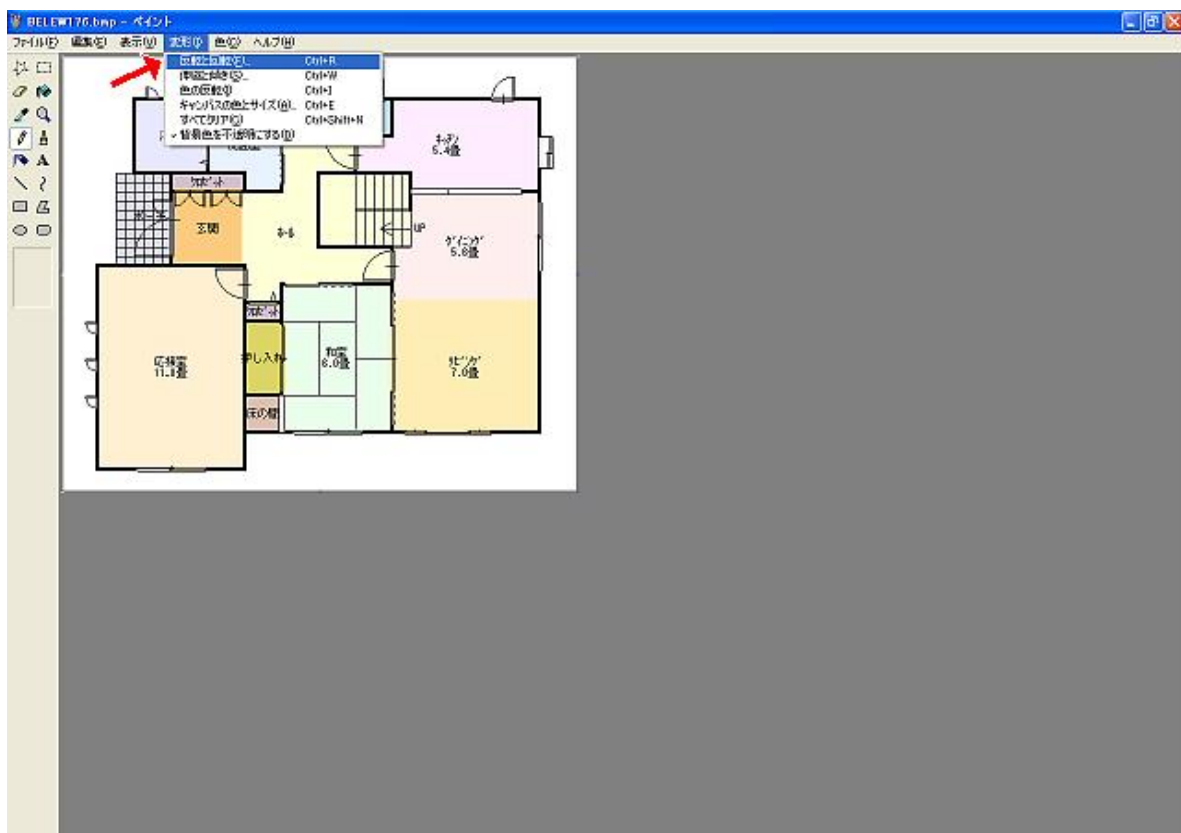 BELEW176.bmp - ペイント
ファイル(F) 編集(E) 表示(V) 変形(I) 色(C) ヘルプ(H)
反転と回転(F)... Ctrl+R
伸縮と傾き(S)... Ctrl+W
色の反転(I) Ctrl+I
キャンバスの色とサイズ(A)... Ctrl+E
すべてクリア(C) Ctrl+Shift+N
背景色を不透明にする(D)
キッチン
5.4畳
クロゼット
ポーチ
玄関
ホール
UP
ダイニング
5.6畳
クロゼット
応接室
押し入れ
和室
6.0畳
リビング
7.0畳
床の間